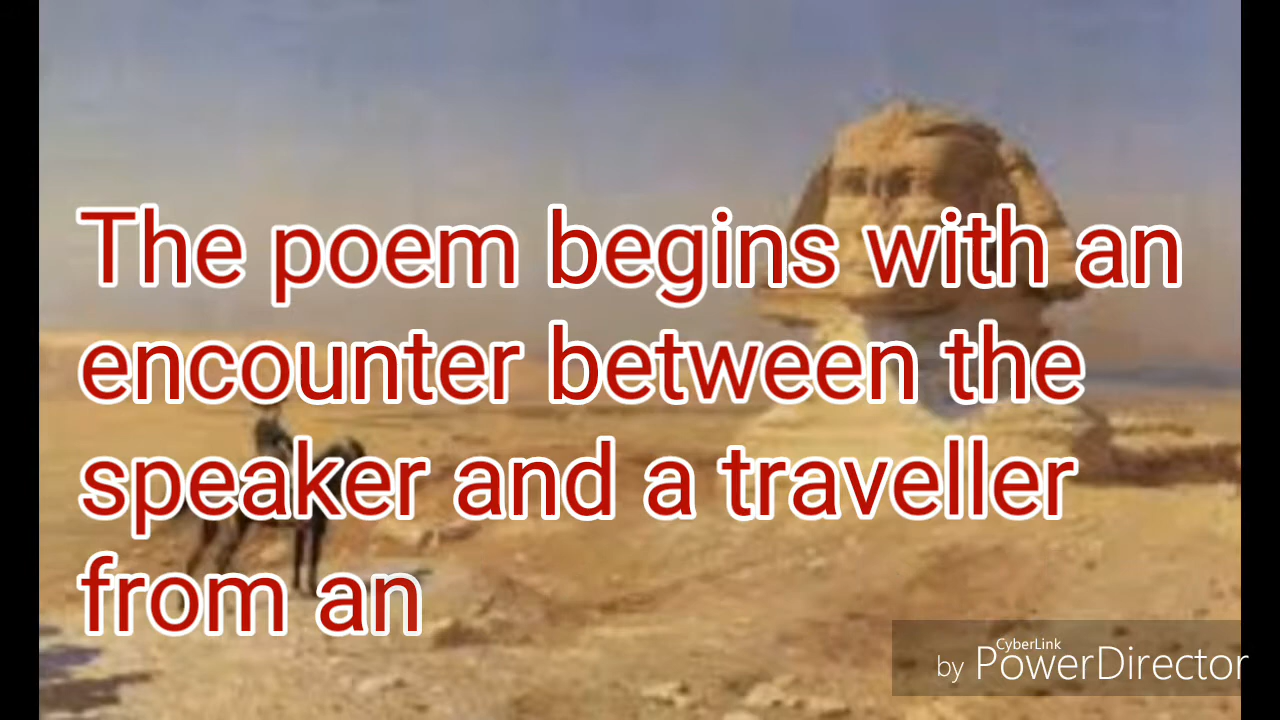 The poem begins with an
encounter between the
speaker and a traveller
from an
CyberLink
by PowerDirector